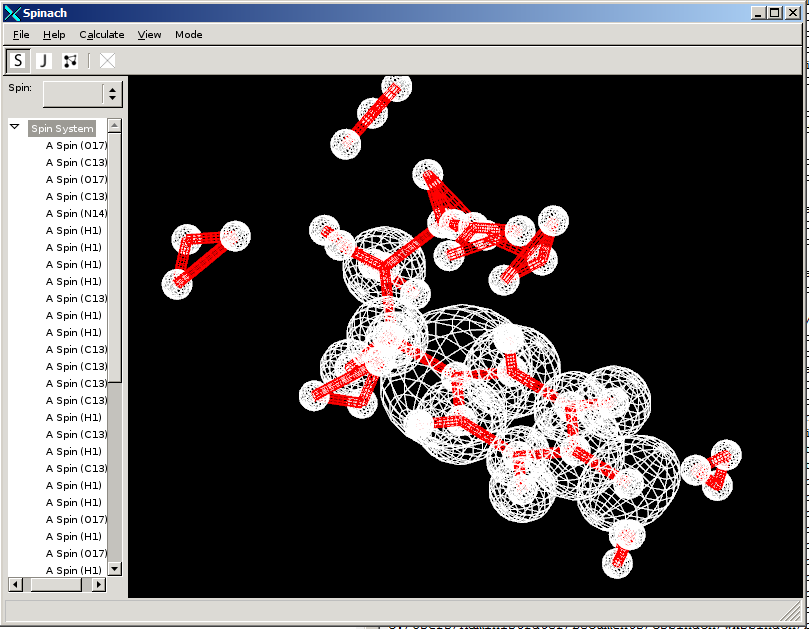 Spinach
File Help Calculate View Mode
S J
Spin:
Spin System
A Spin (O17)
A Spin (C13)
A Spin (O17)
A Spin (C13)
A Spin (N14)
A Spin (H1)
A Spin (H1)
A Spin (H1)
A Spin (H1)
A Spin (C13)
A Spin (H1)
A Spin (H1)
A Spin (C13)
A Spin (C13)
A Spin (C13)
A Spin (C13)
A Spin (H1)
A Spin (C13)
A Spin (H1)
A Spin (C13)
A Spin (H1)
A Spin (H1)
A Spin (O17)
A Spin (H1)
A Spin (O17)
A Spin (H1)